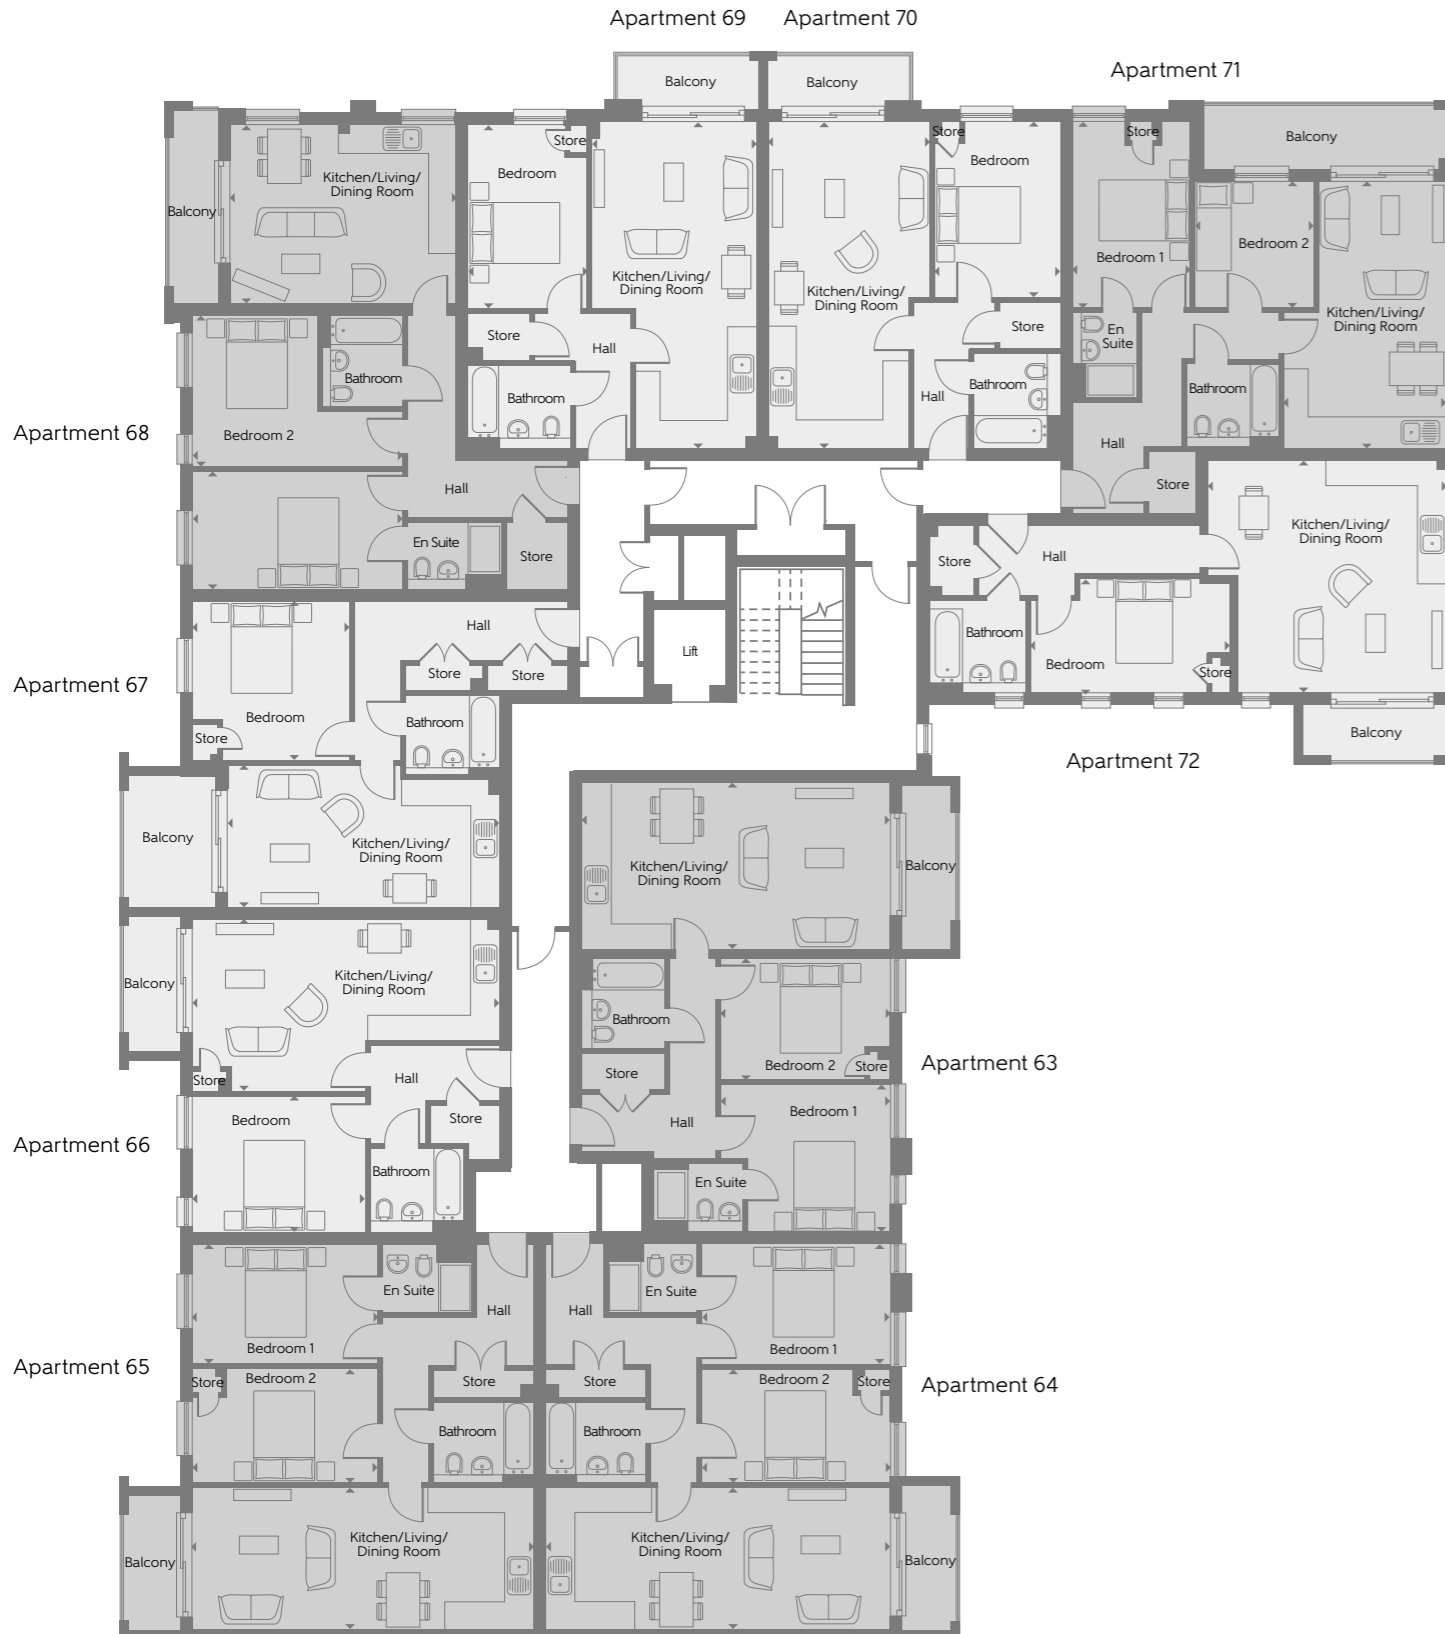 Apartment 69
Apartment 70
Apartment 71
Balcony
Balcony
Balcony
Store
Store
Store
Bedroom
Bedroom
Kitchen/Living/
Dining Room
Balcony
Bedroom 1
Bedroom 2
Kitchen/Living/
Dining Room
Kitchen/Living/
Dining Room
Kitchen/Living/
Dining Room
Store
Hall
Store
En
Suite
Bathroom
Bathroom
Bathroom
Bathroom
Hall
Apartment 68
Bedroom 2
Hall
Store
Hall
En Suite
Store
Kitchen/Living/
Dining Room
Store
Hall
Hall
Bathroom
Lift
Bedroom
Store
Store
Store
Apartment 67
Bedroom
Store
Bathroom
Balcony
Apartment 72
Balcony
Kitchen/Living/
Dining Room
Kitchen/Living/
Dining Room
Balcony
Balcony
Kitchen/Living/
Dining Room
Bathroom
Store
Bedroom 2
Store
Apartment 63
Store
Hall
Bedroom
Store
Bedroom 1
Hall
Apartment 66
Bathroom
En Suite
En Suite
En Suite
Hall
Hall
Bedroom 1
Bedroom 1
Apartment 65
Store
Bedroom 2
Store
Store
Bedroom 2
Store
Apartment 64
Bathroom
Bathroom
Balcony
Kitchen/Living/
Dining Room
Kitchen/Living/
Dining Room
Balcony